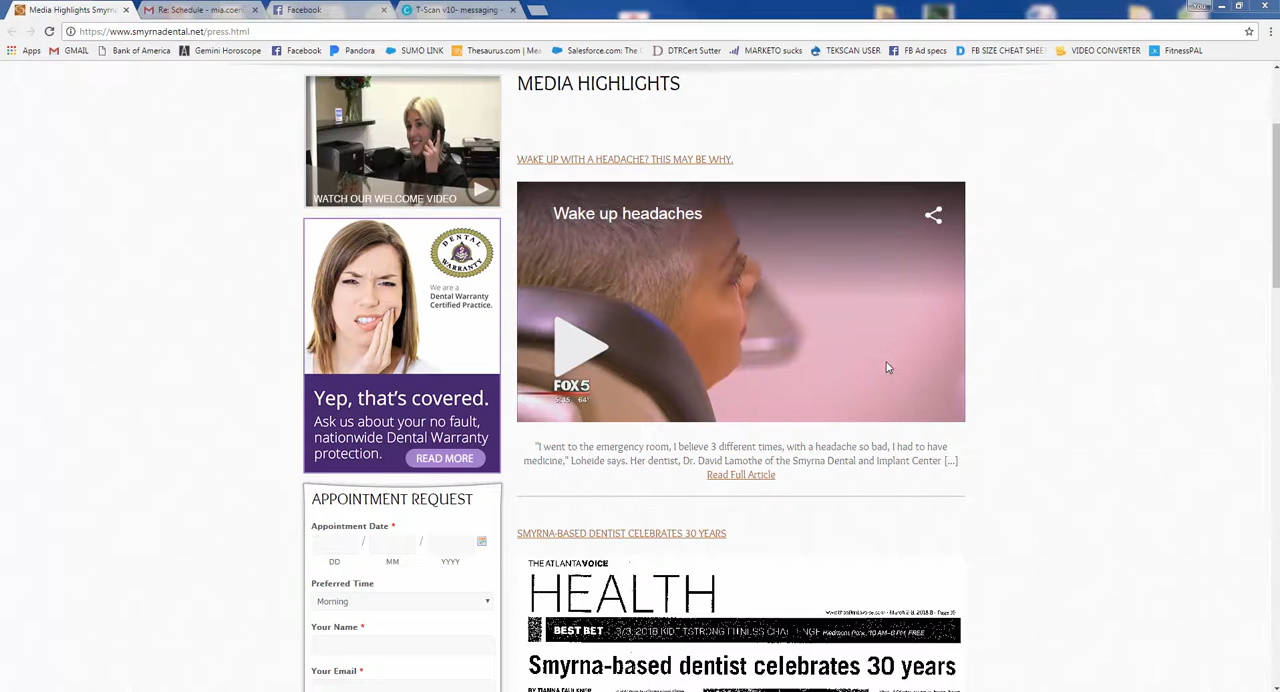 Media Highlights Smyrna
Re: Schedule - mia.coen
Facebook
T-Scan v10- messaging -
You
https://www.smyrnadental.net/press.html
Apps GMAIL Bank of America Gemini Horoscope Facebook Pandora SUMO LINK Thesaurus.com | Mea Salesforce.com: The C DTRCert Sutter MARKETO sucks TEKSCAN USER FB Ad specs FB SIZE CHEAT SHEE VIDEO CONVERTER FitnessPAL
MEDIA HIGHLIGHTS
WATCH OUR WELCOME VIDEO
WAKE UP WITH A HEADACHE? THIS MAY BE WHY.
Wake up headaches
FOX5
5:45 64°
DENTAL
WARRANTY
We are a
Dental Warranty
Certified Practice.
Yep, that's covered.
Ask us about your no fault,
nationwide Dental Warranty
protection.
READ MORE
"I went to the emergency room, I believe 3 different times, with a headache so bad, I had to have
medicine," Loheide says. Her dentist, Dr. David Lamothe of the Smyrna Dental and Implant Center [...]
Read Full Article
APPOINTMENT REQUEST
Appointment Date *
/ /
DD MM YYYY
Preferred Time
Morning
Your Name *
Your Email *
SMYRNA-BASED DENTIST CELEBRATES 30 YEARS
THE ATLANTA VOICE
HEALTH
BEST BET
Smyrna-based dentist celebrates 30 years
BY TIANNA FAULKNER